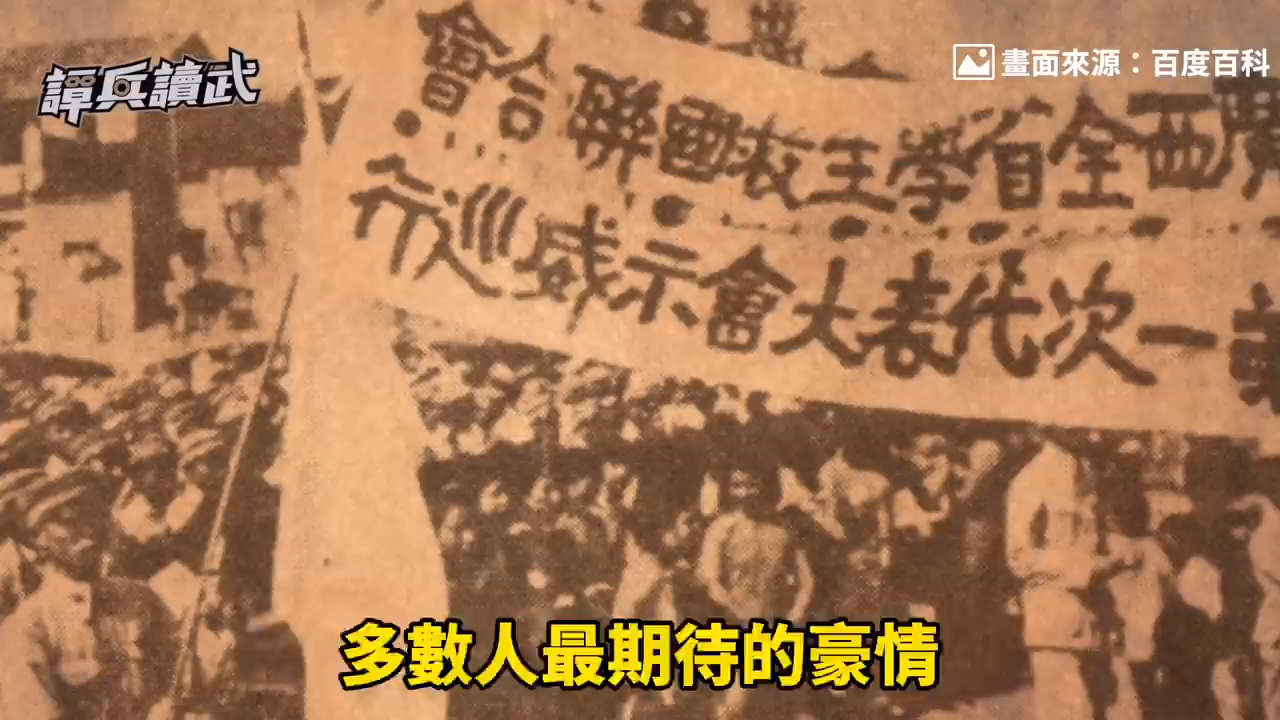 譚兵讀武
畫面來源：百度百科
廣西全省學生救國聯合會
一次代表大會示威巡行
多數人最期待的豪情